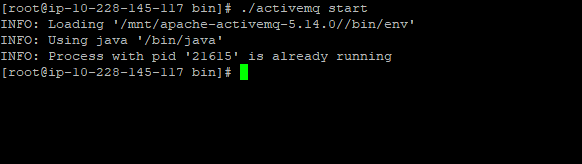 [root@ip-10-228-145-117 bin]# ./activemq start
INFO: Loading '/mnt/apache-activemq-5.14.0//bin/env'
INFO: Using java '/bin/java'
INFO: Process with pid '21615' is already running
[root@ip-10-228-145-117 bin]#